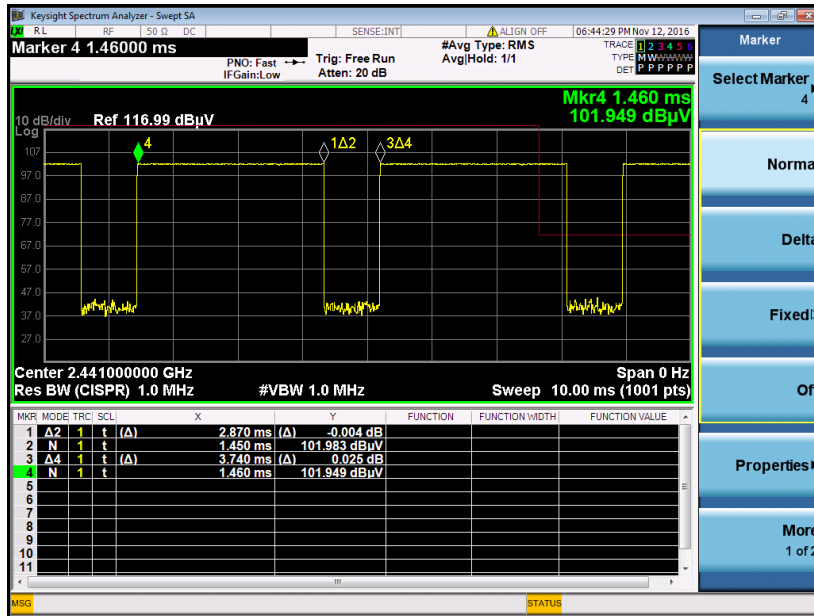 Keysight Spectrum Analyzer - Swept SA
LXI RL RF 50 Ω DC SENSE:INT ALIGN OFF 06:44:29 PM Nov 12, 2016
Marker 4 1.46000 ms
PNO: Fast
IFGain:Low
Trig: Free Run
Atten: 20 dB
#Avg Type: RMS
Avg|Hold: 1/1
TRACE 1 2 3 4 5 6
TYPE M W W W W W
DET P P P P P P
Mkr4 1.460 ms
101.949 dBµV
10 dB/div Ref 116.99 dBµV
Log
107
97.0
87.0
77.0
67.0
57.0
47.0
37.0
27.0
4
1Δ2
3Δ4
Center 2.441000000 GHz Span 0 Hz
Res BW (CISPR) 1.0 MHz #VBW 1.0 MHz Sweep 10.00 ms (1001 pts)
MKR MODE TRC SCL X Y FUNCTION FUNCTION WIDTH FUNCTION VALUE
1 Δ2 1 t (Δ) 2.870 ms (Δ) -0.004 dB
2 N 1 t 1.450 ms 101.983 dBµV
3 Δ4 1 t (Δ) 3.740 ms (Δ) 0.025 dB
4 N 1 t 1.460 ms 101.949 dBµV
5
6
7
8
9
10
11
MSG STATUS
Marker
Select Marker
4
Norma
Delta
Fixed
Of
Properties
More
1 of 2